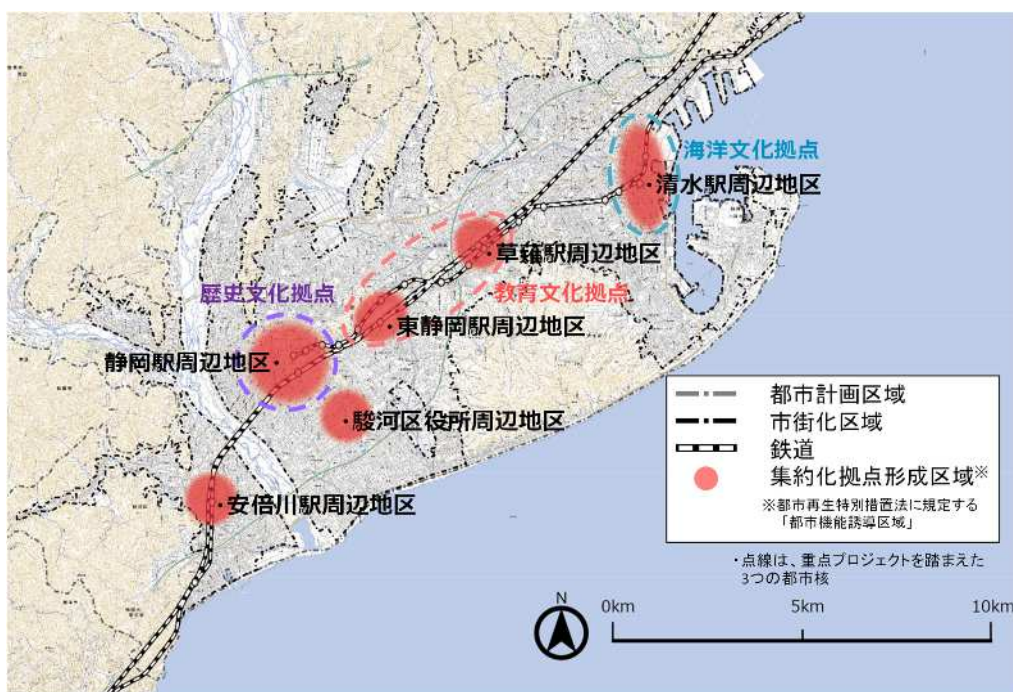 海洋文化拠点
清水駅周辺地区
草薙駅周辺地区
教育文化拠点
歴史文化拠点
東静岡駅周辺地区
静岡駅周辺地区
駿河区役所周辺地区
安倍川駅周辺地区
都市計画区域
市街化区域
鉄道
集約化拠点形成区域※
※都市再生特別措置法に規定する
「都市機能誘導区域」
・点線は、重点プロジェクトを踏まえた
3つの都市核
N
0km 5km 10km